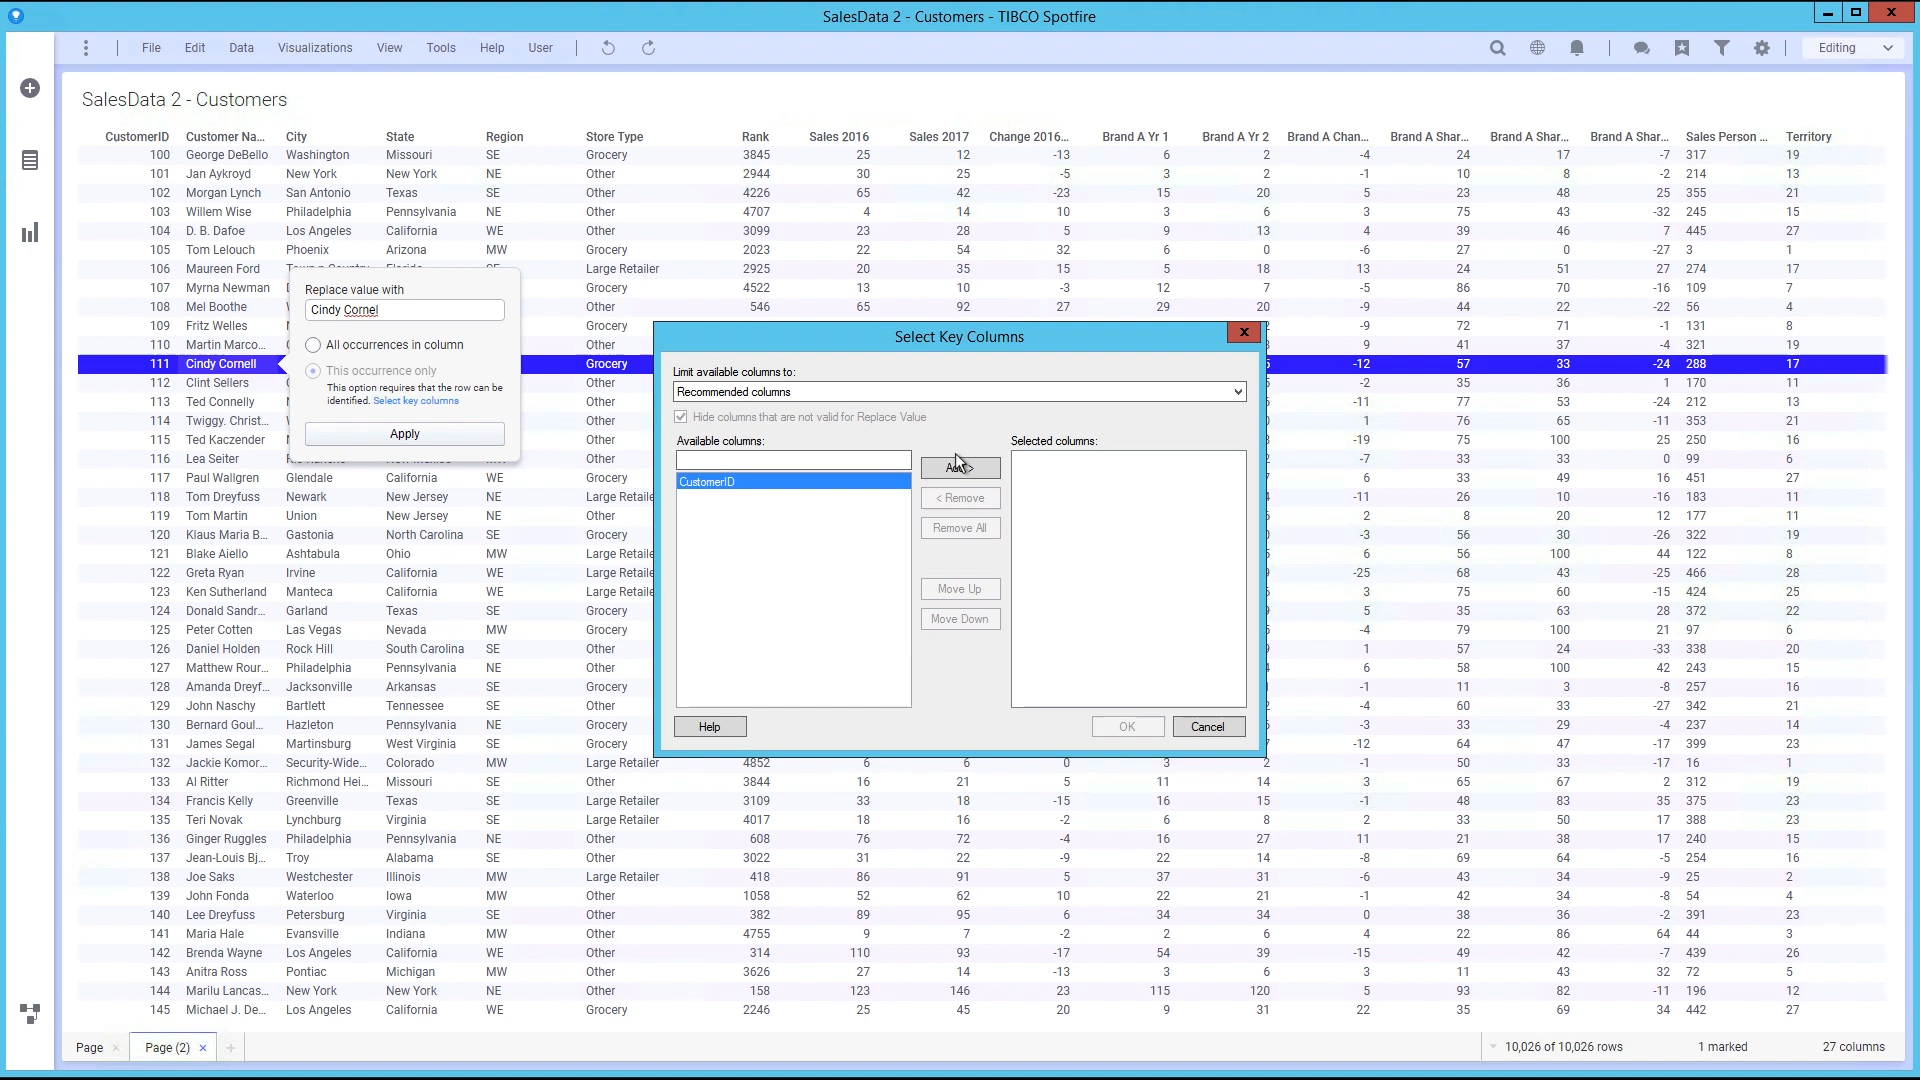 SalesData 2 - Customers - TIBCO Spotfire
File Edit Data Visualizations View Tools Help User Editing
SalesData 2 - Customers
CustomerID Customer Na... City State Region Store Type Rank Sales 2016 Sales 2017 Change 2016... Brand A Yr 1 Brand A Yr 2 Brand A Chan... Brand A Shar... Brand A Shar... Brand A Shar... Sales Person ... Territory
100 George DeBello Washington Missouri SE Grocery 3845 25 12 -13 6 2 -4 24 17 -7 317 19
101 Jan Aykroyd New York New York NE Other 2944 30 25 -5 3 2 -1 10 8 -2 214 13
102 Morgan Lynch San Antonio Texas SE Other 4226 65 42 -23 15 20 5 23 48 25 355 21
103 Willem Wise Philadelphia Pennsylvania NE Other 4707 4 14 10 3 6 3 75 43 -32 245 15
104 D. B. Dafoe Los Angeles California WE Other 3099 23 28 5 9 13 4 39 46 7 445 27
105 Tom Lelouch Phoenix Arizona MW Grocery 2023 22 54 32 6 0 -6 27 0 -27 3 1
106 Maureen Ford Large Retailer 2925 20 35 15 5 18 13 24 51 27 274 17
107 Myrna Newman Grocery 4522 13 10 -3 12 7 -5 86 70 -16 109 7
108 Mel Boothe Other 546 65 92 27 29 20 -9 44 22 -22 56 4
109 Fritz Welles Grocery -9 72 71 -1 131 8
110 Martin Marco... Other 9 41 37 -4 321 19
111 Cindy Cornell Grocery -12 57 33 -24 288 17
112 Clint Sellers Other -2 35 36 1 170 11
113 Ted Connelly Other -11 77 53 -24 212 13
114 Twiggy. Christ... Other 1 76 65 -11 353 21
115 Ted Kaczender Other -19 75 100 25 250 16
116 Lea Seiter Other -7 33 33 0 99 6
117 Paul Wallgren Glendale California WE Grocery 6 33 49 16 451 27
118 Tom Dreyfuss Newark New Jersey NE Large Retaile -11 26 10 -16 183 11
119 Tom Martin Union New Jersey NE Other 2 8 20 12 177 11
120 Klaus Maria B... Gastonia North Carolina SE Grocery -3 56 30 -26 322 19
121 Blake Aiello Ashtabula Ohio MW Large Retaile 6 56 100 44 122 8
122 Greta Ryan Irvine California WE Large Retaile -25 68 43 -25 466 28
123 Ken Sutherland Manteca California WE Large Retaile 3 75 60 -15 424 25
124 Donald Sandr... Garland Texas SE Grocery 5 35 63 28 372 22
125 Peter Cotten Las Vegas Nevada MW Grocery -4 79 100 21 97 6
126 Daniel Holden Rock Hill South Carolina SE Other 1 57 24 -33 338 20
127 Matthew Rour... Philadelphia Pennsylvania NE Other 6 58 100 42 243 15
128 Amanda Dreyf... Jacksonville Arkansas SE Grocery -1 11 3 -8 257 16
129 John Naschy Bartlett Tennessee SE Other -4 60 33 -27 342 21
130 Bernard Goul... Hazleton Pennsylvania NE Grocery -3 33 29 -4 237 14
131 James Segal Martinsburg West Virginia SE Grocery -12 64 47 -17 399 23
132 Jackie Komor... Security-Wide... Colorado MW Large Retailer 4852 6 6 0 3 2 -1 50 33 -17 16 1
133 Al Ritter Richmond Hei... Missouri SE Other 3844 16 21 5 11 14 3 65 67 2 312 19
134 Francis Kelly Greenville Texas SE Large Retailer 3109 33 18 -15 16 15 -1 48 83 35 375 23
135 Teri Novak Lynchburg Virginia SE Large Retailer 4017 18 16 -2 6 8 2 33 50 17 388 23
136 Ginger Ruggles Philadelphia Pennsylvania NE Other 608 76 72 -4 16 27 11 21 38 17 240 15
137 Jean-Louis Bj... Troy Alabama SE Other 3022 31 22 -9 22 14 -8 69 64 -5 254 16
138 Joe Saks Westchester Illinois MW Large Retailer 418 86 91 5 37 31 -6 43 34 -9 25 2
139 John Fonda Waterloo Iowa MW Other 1058 52 62 10 22 21 -1 42 34 -8 54 4
140 Lee Dreyfuss Petersburg Virginia SE Other 382 89 95 6 34 34 0 38 36 -2 391 23
141 Maria Hale Evansville Indiana MW Other 4755 9 7 -2 2 6 4 22 86 64 44 3
142 Brenda Wayne Los Angeles California WE Other 314 110 93 -17 54 39 -15 49 42 -7 439 26
143 Anitra Ross Pontiac Michigan MW Other 3626 27 14 -13 3 6 3 11 43 32 72 5
144 Marilu Lancas... New York New York NE Other 158 123 146 23 115 120 5 93 82 -11 196 12
145 Michael J. De... Los Angeles California WE Grocery 2246 25 45 20 9 31 22 35 69 34 442 27
Replace value with
Cindy Cornel
All occurrences in column
This occurrence only
This option requires that the row can be
identified. Select key columns
Apply
Select Key Columns
Limit available columns to:
Recommended columns
Hide columns that are not valid for Replace Value
Available columns: Selected columns:
CustomerID
< Remove
Remove All
Move Up
Move Down
Help OK Cancel
Page Page (2) 10,026 of 10,026 rows 1 marked 27 columns